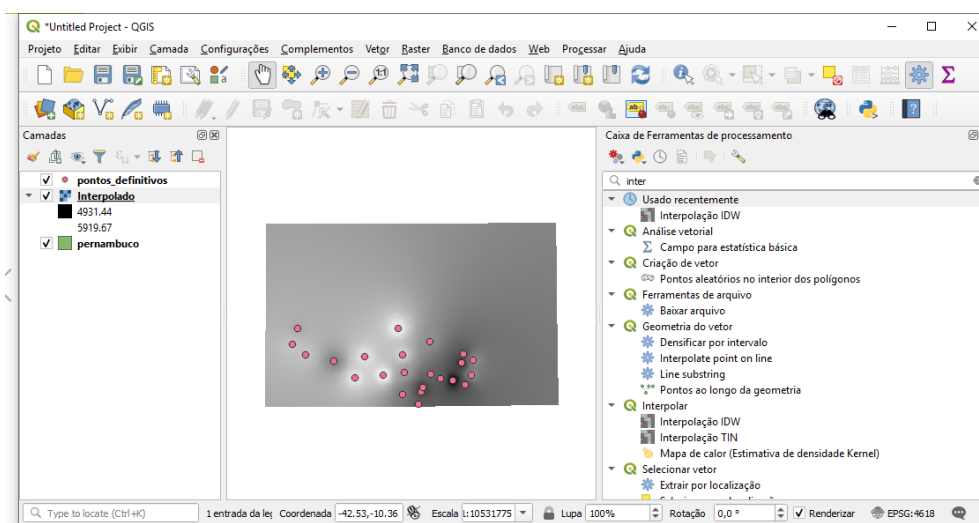 *Untitled Project - QGIS
Projeto Editar Exibir Camada Configurações Complementos Vetor Raster Banco de dados Web Processar Ajuda
Camadas
pontos_definitivos
Interpolado
4931.44
5919.67
pernambuco
Caixa de Ferramentas de processamento
inter
Usado recentemente
Interpolação IDW
Análise vetorial
Campo para estatística básica
Criação de vetor
Pontos aleatórios no interior dos polígonos
Ferramentas de arquivo
Baixar arquivo
Geometria do vetor
Densificar por intervalo
Interpolate point on line
Line substring
Pontos ao longo da geometria
Interpolar
Interpolação IDW
Interpolação TIN
Mapa de calor (Estimativa de densidade Kernel)
Selecionar vetor
Extrair por localização
Type to locate (Ctrl+K) 1 entrada da leg Coordenada -42.53,-10.36 Escala 1:10531775 Lupa 100% Rotação 0,0 ° Renderizar EPSG:4618